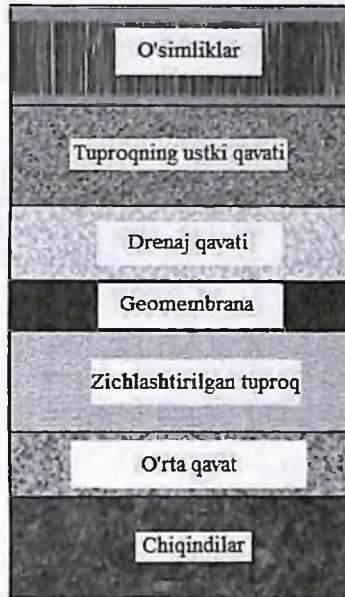 O'simliklar
Tuproqning ustki qavati
Drenaj qavati
Geomembrana
Zichlashtirilgan tuproq
O'rta qavat
Chiqindilar